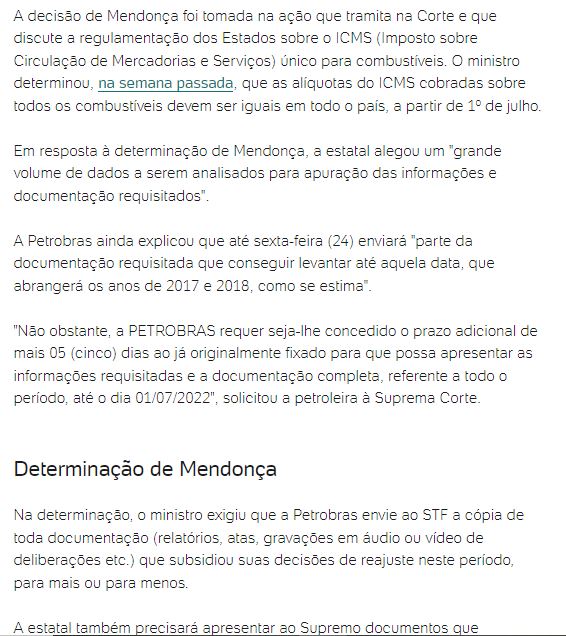 A decisão de Mendonça foi tomada na ação que tramita na Corte e que
discute a regulamentação dos Estados sobre o ICMS (Imposto sobre
Circulação de Mercadorias e Serviços) único para combustíveis. O ministro
determinou, na semana passada, que as alíquotas do ICMS cobradas sobre
todos os combustíveis devem ser iguais em todo o país, a partir de 1º de julho.
Em resposta à determinação de Mendonça, a estatal alegou um "grande
volume de dados a serem analisados para apuração das informações e
documentação requisitados".
A Petrobras ainda explicou que até sexta-feira (24) enviará "parte da
documentação requisitada que conseguir levantar até aquela data, que
abrangerá os anos de 2017 e 2018, como se estima".
"Não obstante, a PETROBRAS requer seja-lhe concedido o prazo adicional de
mais 05 (cinco) dias ao já originalmente fixado para que possa apresentar as
informações requisitadas e a documentação completa, referente a todo o
período, até o dia 01/07/2022", solicitou a petroleira à Suprema Corte.
Determinação de Mendonça
Na determinação, o ministro exigiu que a Petrobras envie ao STF a cópia de
toda documentação (relatórios, atas, gravações em áudio ou vídeo de
deliberações etc.) que subsidiou suas decisões de reajuste neste período,
para mais ou para menos.
A estatal também precisará apresentar ao Supremo documentos que